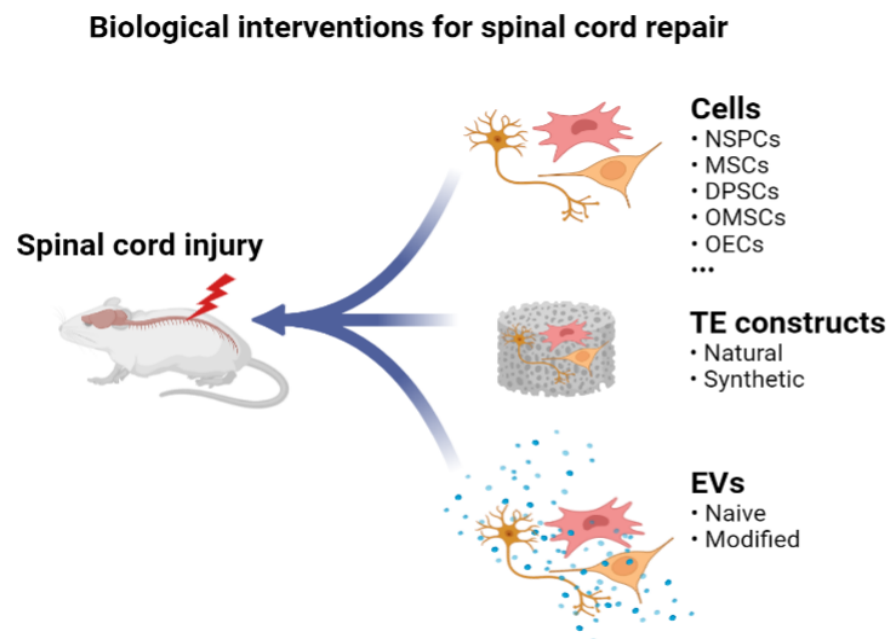 Biological interventions for spinal cord repair
Cells
• NSPCs
• MSCs
• DPSCs
• OMSCs
• OECs
...
Spinal cord injury
TE constructs
• Natural
• Synthetic
EVs
• Naive
• Modified